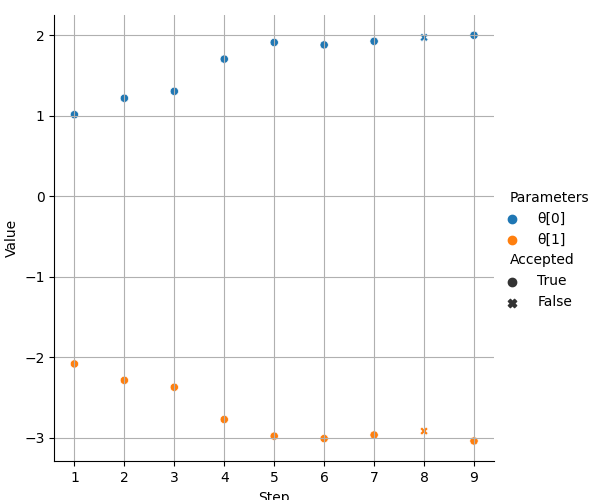 2
1
0
−1
−2
−3
Value
1 2 3 4 5 6 7 8 9
Step
Parameters
θ[0]
θ[1]
Accepted
True
False